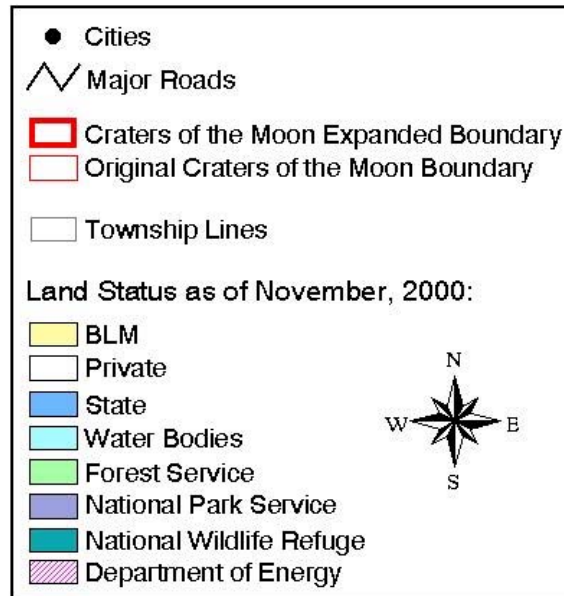 Cities
Major Roads
Craters of the Moon Expanded Boundary
Original Craters of the Moon Boundary
Township Lines
Land Status as of November, 2000:
BLM
Private
State
Water Bodies
Forest Service
National Park Service
National Wildlife Refuge
Department of Energy
N
W E
S